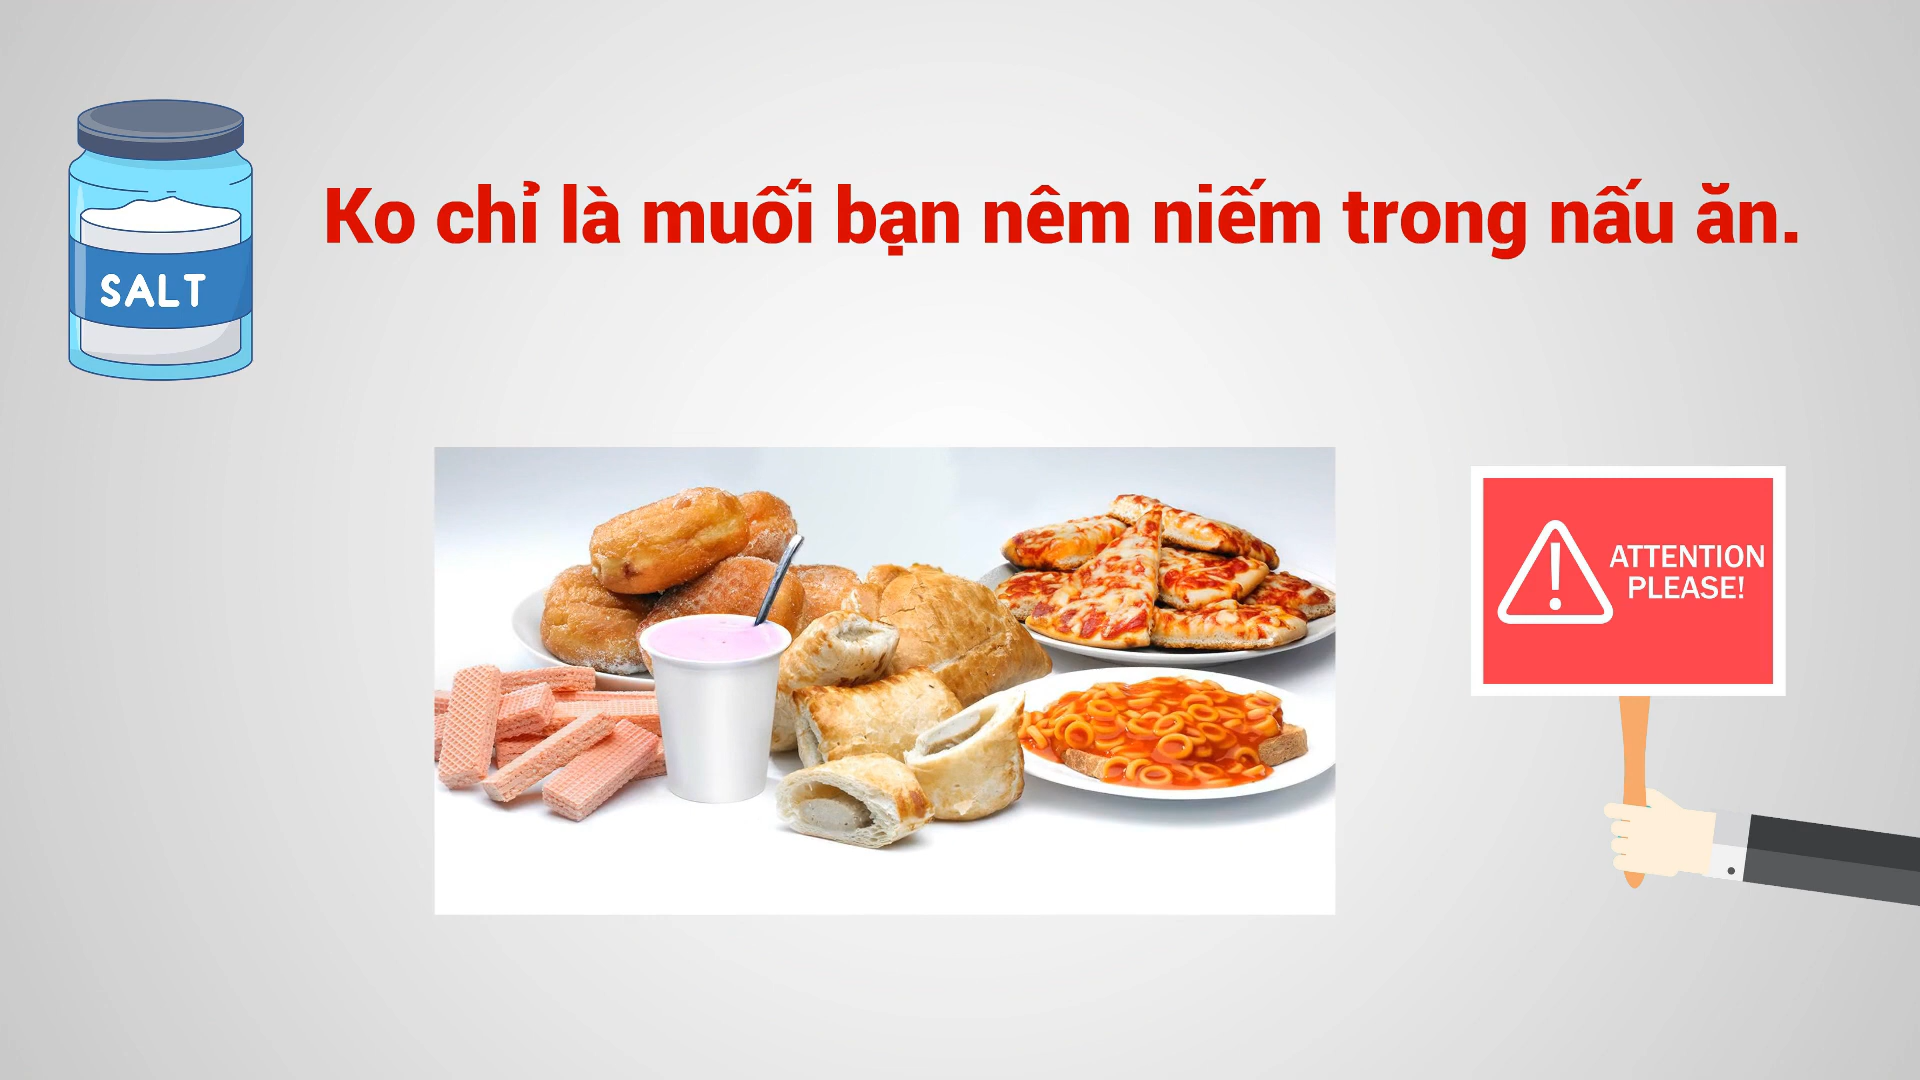 Ko chỉ là muối bạn nêm niếm trong nấu ăn.
SALT
ATTENTION
PLEASE!